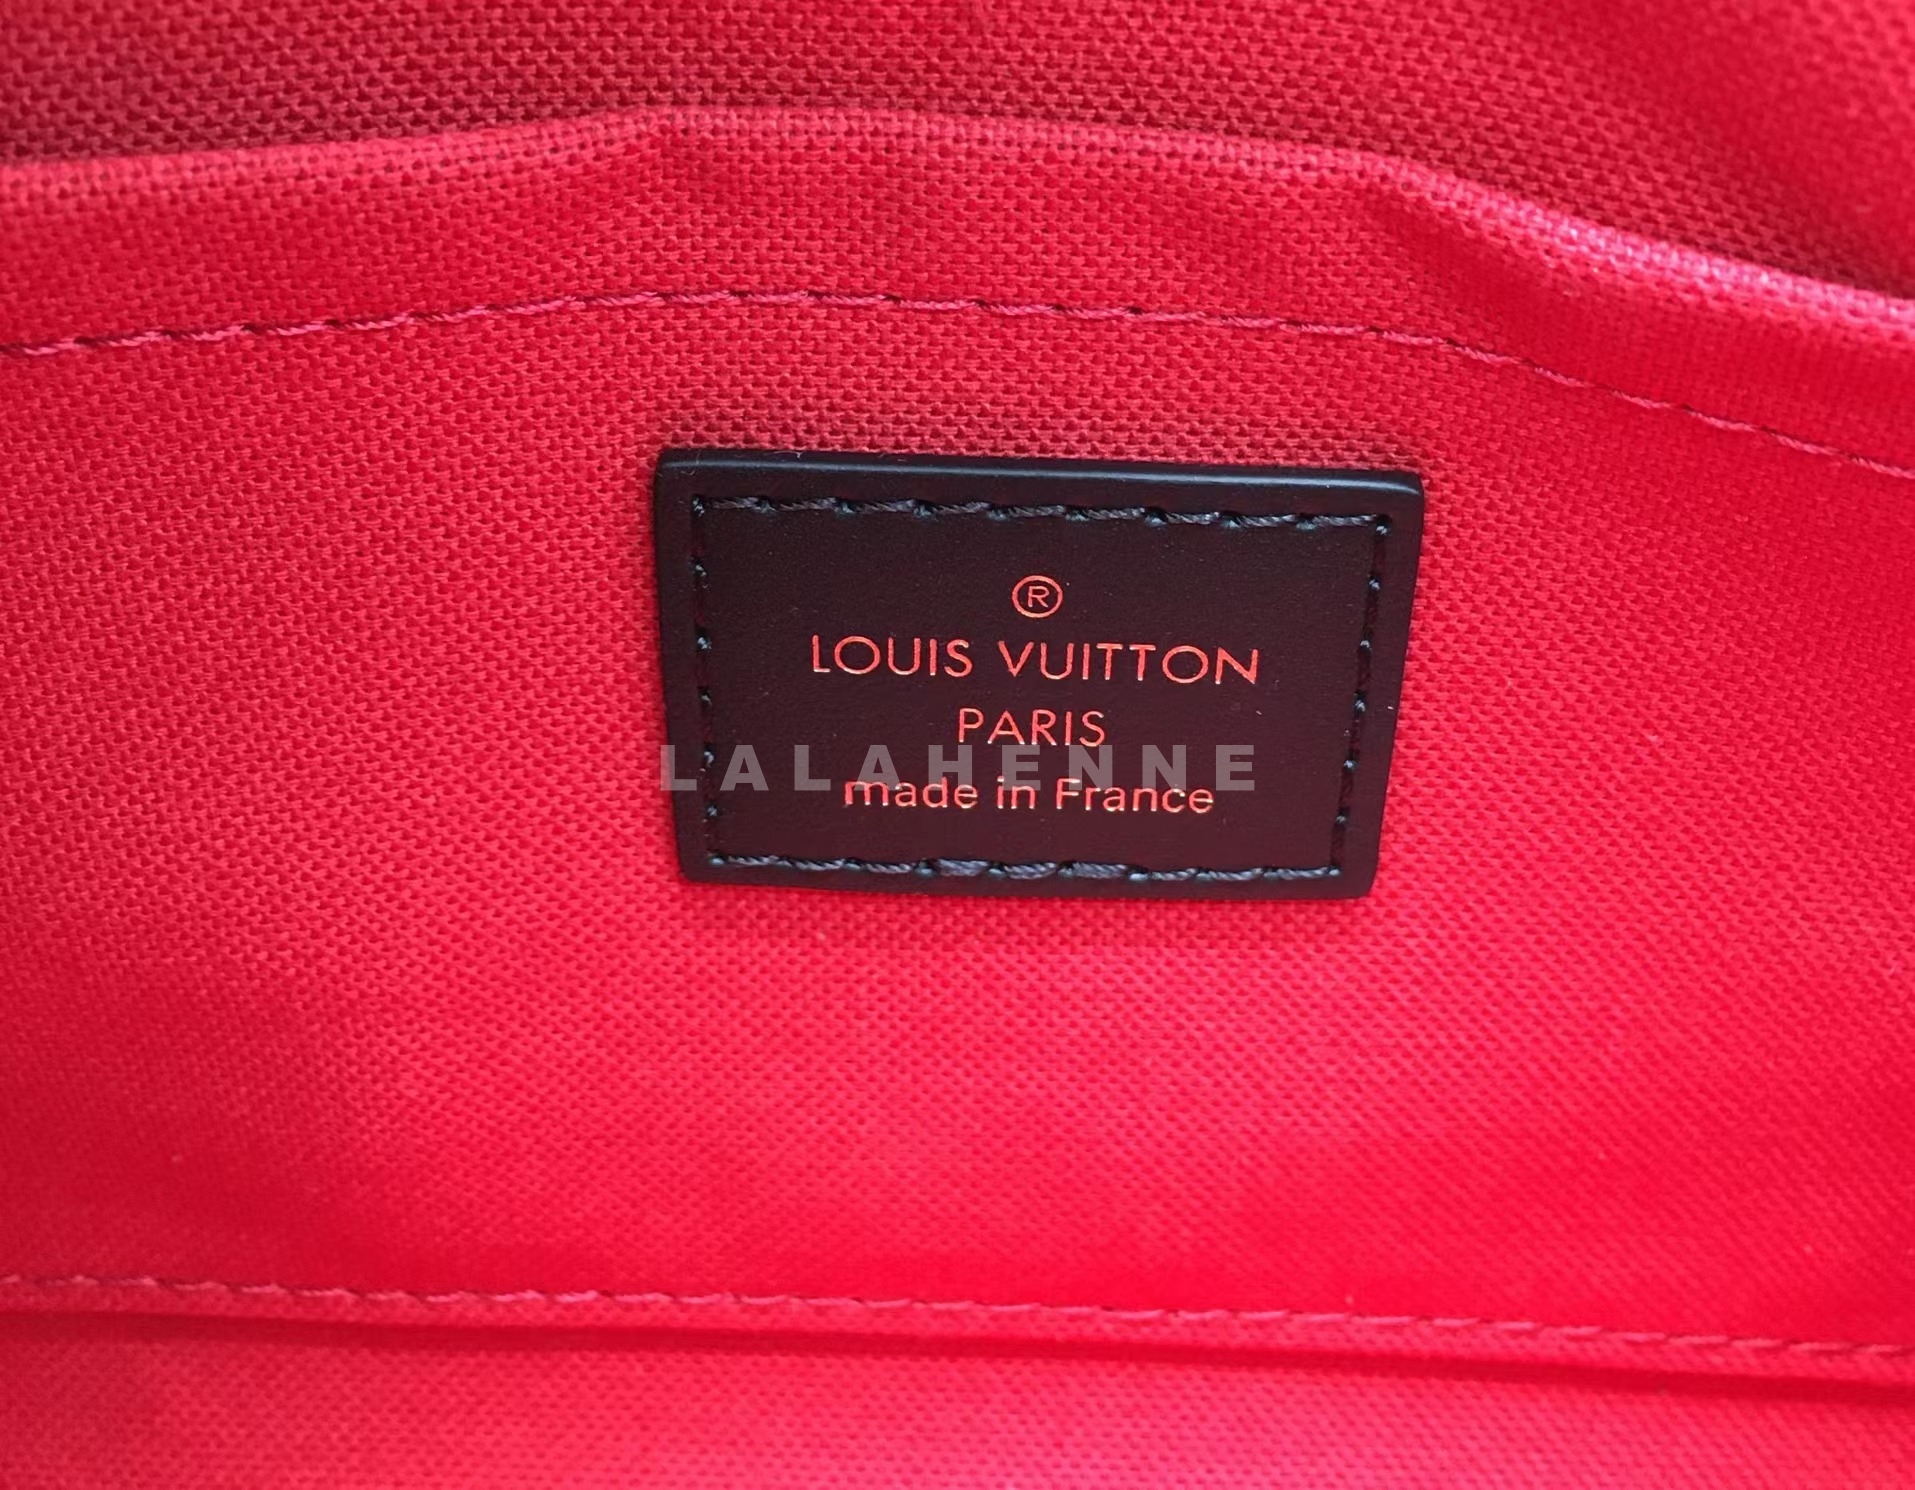 ®
LOUIS VUITTON
PARIS
LALAHENNE
made in France